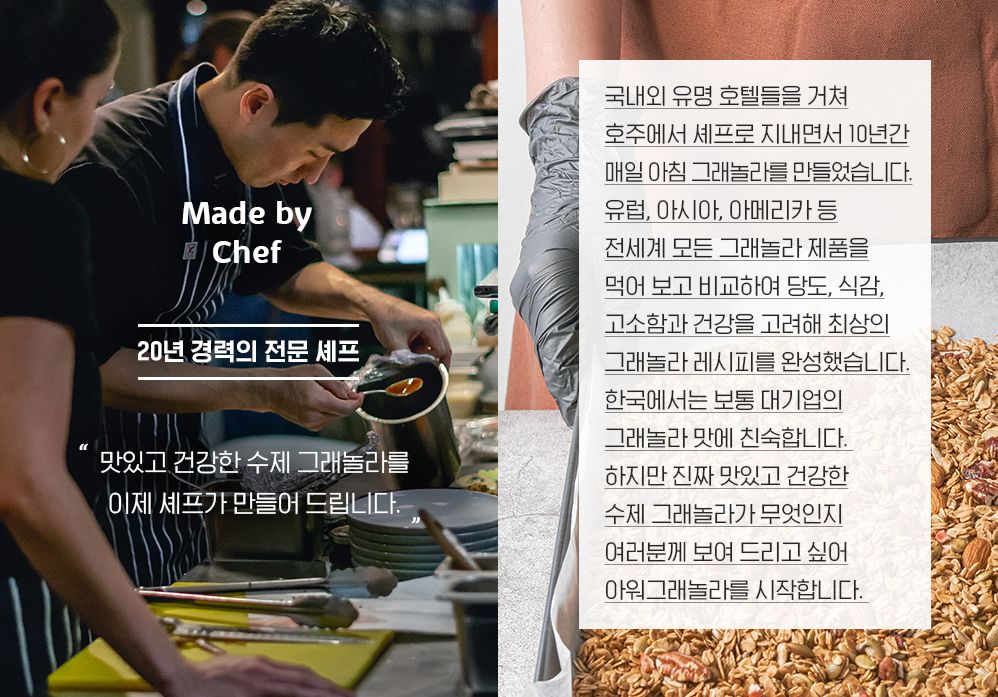 Made by
Chef
20년 경력의 전문 셰프
“ 맛있고 건강한 수제 그래놀라를
이제 셰프가 만들어 드립니다. ”
국내외 유명 호텔들을 거쳐
호주에서 셰프로 지내면서 10년간
매일 아침 그래놀라를 만들었습니다.
유럽, 아시아, 아메리카 등
전세계 모든 그래놀라 제품을
먹어 보고 비교하여 당도, 식감,
고소함과 건강을 고려해 최상의
그래놀라 레시피를 완성했습니다.
한국에서는 보통 대기업의
그래놀라 맛에 친숙합니다.
하지만 진짜 맛있고 건강한
수제 그래놀라가 무엇인지
여러분께 보여 드리고 싶어
아워그래놀라를 시작합니다.